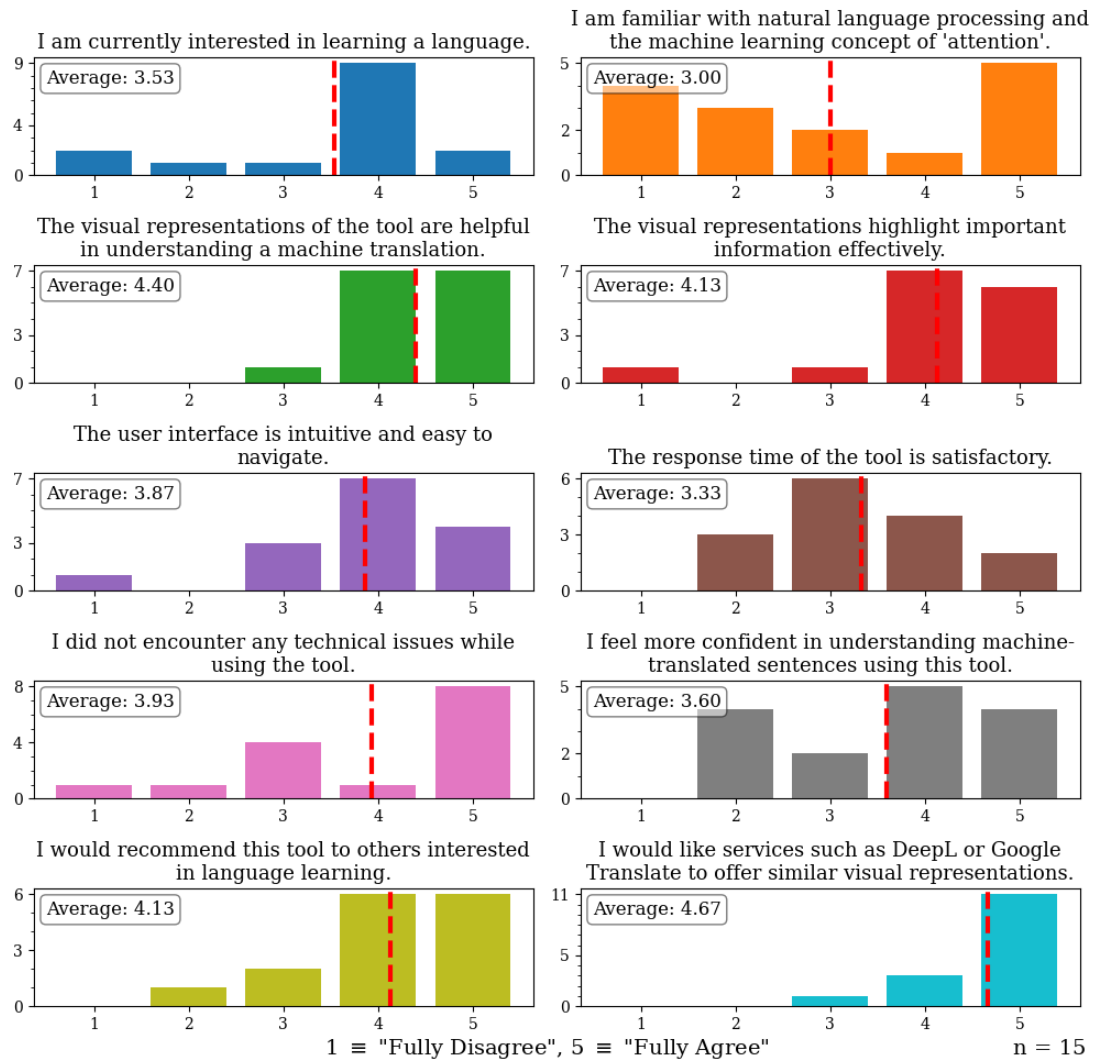 I am currently interested in learning a language.
9
4
0
Average: 3.53
1 2 3 4 5
I am familiar with natural language processing and
the machine learning concept of 'attention'.
5
2
0
Average: 3.00
1 2 3 4 5
The visual representations of the tool are helpful
in understanding a machine translation.
7
3
0
Average: 4.40
1 2 3 4 5
The visual representations highlight important
information effectively.
7
3
0
Average: 4.13
1 2 3 4 5
The user interface is intuitive and easy to
navigate.
7
3
0
Average: 3.87
1 2 3 4 5
The response time of the tool is satisfactory.
6
3
0
Average: 3.33
1 2 3 4 5
I did not encounter any technical issues while
using the tool.
8
4
0
Average: 3.93
1 2 3 4 5
I feel more confident in understanding machine-
translated sentences using this tool.
5
2
0
Average: 3.60
1 2 3 4 5
I would recommend this tool to others interested
in language learning.
6
3
0
Average: 4.13
1 2 3 4 5
I would like services such as DeepL or Google
Translate to offer similar visual representations.
11
5
0
Average: 4.67
1 2 3 4 5
1 ≡ "Fully Disagree", 5 ≡ "Fully Agree"
n = 15